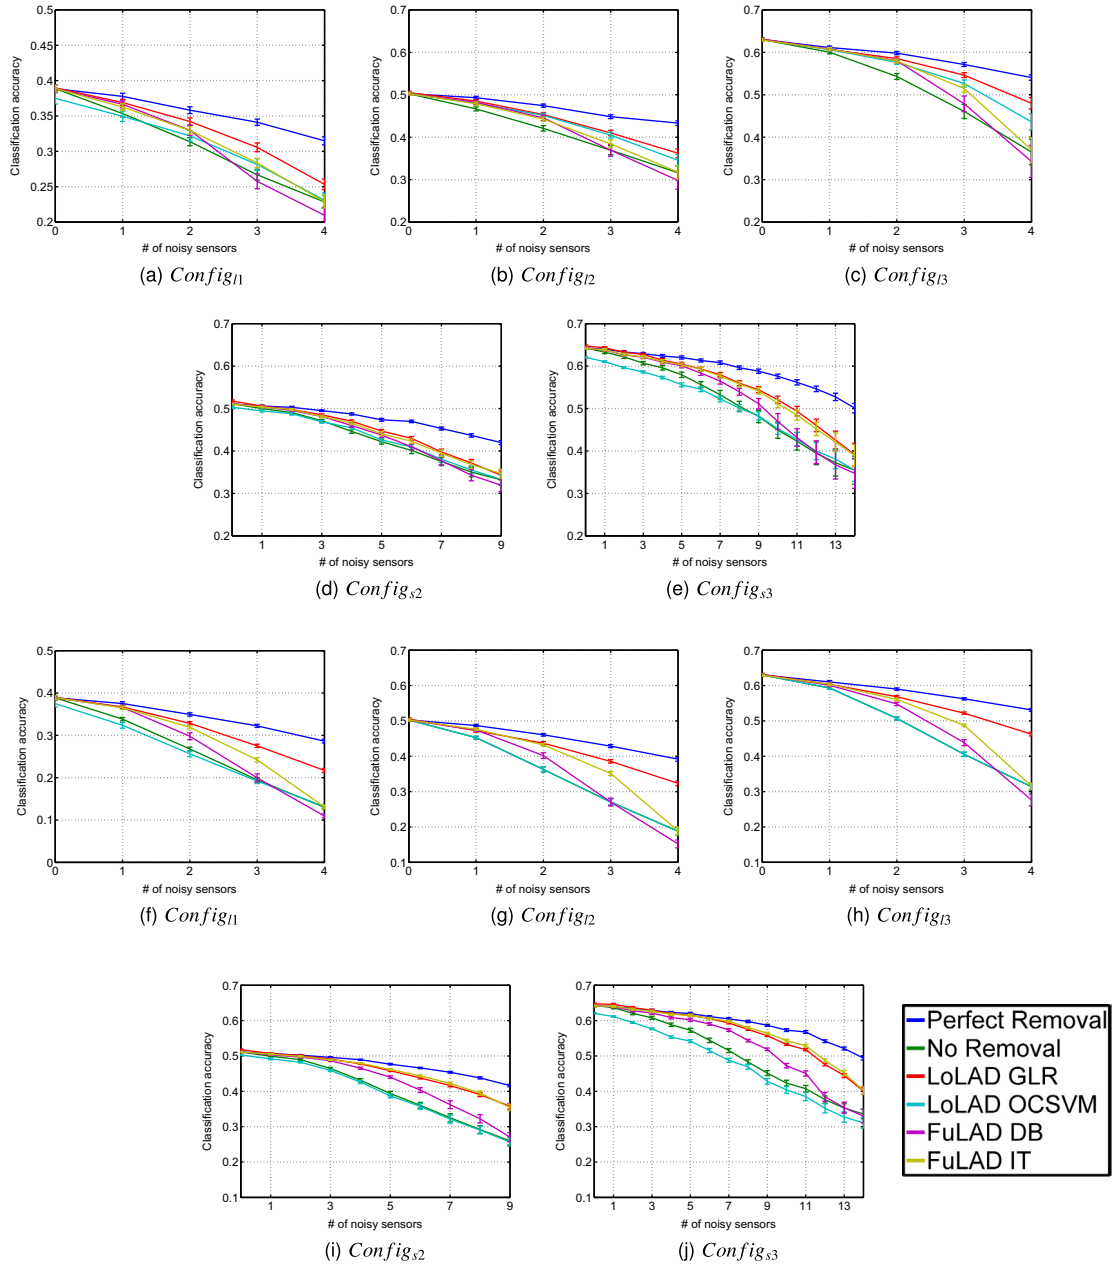 0.5
0.45
0.4
0.35
0.3
0.25
0.2
Classification accuracy
0 1 2 3 4
# of noisy sensors
(a) Config_l1
0.7
0.6
0.5
0.4
0.3
0.2
Classification accuracy
0 1 2 3 4
# of noisy sensors
(b) Config_l2
0.7
0.6
0.5
0.4
0.3
0.2
Classification accuracy
0 1 2 3 4
# of noisy sensors
(c) Config_l3
0.7
0.6
0.5
0.4
0.3
0.2
Classification accuracy
1 3 5 7 9
# of noisy sensors
(d) Config_s2
0.7
0.6
0.5
0.4
0.3
0.2
Classification accuracy
1 3 5 7 9 11 13
# of noisy sensors
(e) Config_s3
0.5
0.4
0.3
0.2
0.1
0
Classification accuracy
0 1 2 3 4
# of noisy sensors
(f) Config_l1
0.7
0.6
0.5
0.4
0.3
0.2
0.1
Classification accuracy
0 1 2 3 4
# of noisy sensors
(g) Config_l2
0.7
0.6
0.5
0.4
0.3
0.2
0.1
Classification accuracy
0 1 2 3 4
# of noisy sensors
(h) Config_l3
0.7
0.6
0.5
0.4
0.3
0.2
0.1
Classification accuracy
1 3 5 7 9
# of noisy sensors
(i) Config_s2
0.7
0.6
0.5
0.4
0.3
0.2
0.1
Classification accuracy
1 3 5 7 9 11 13
# of noisy sensors
(j) Config_s3
Perfect Removal
No Removal
LoLAD GLR
LoLAD OCSVM
FuLAD DB
FuLAD IT